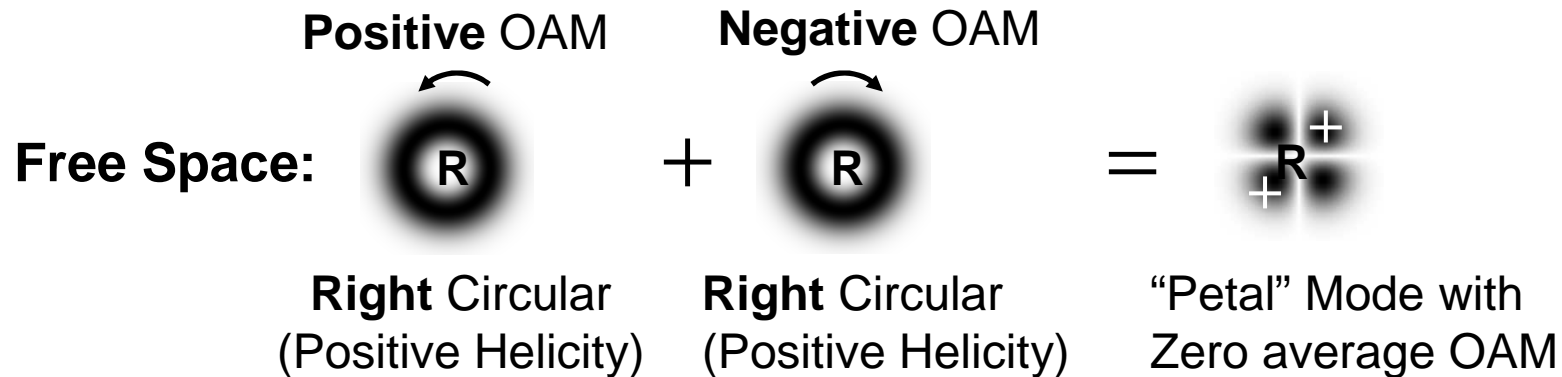 Positive OAM
Negative OAM
Free Space: R + R = R + +
Right Circular
(Positive Helicity)
Right Circular
(Positive Helicity)
“Petal” Mode with
Zero average OAM